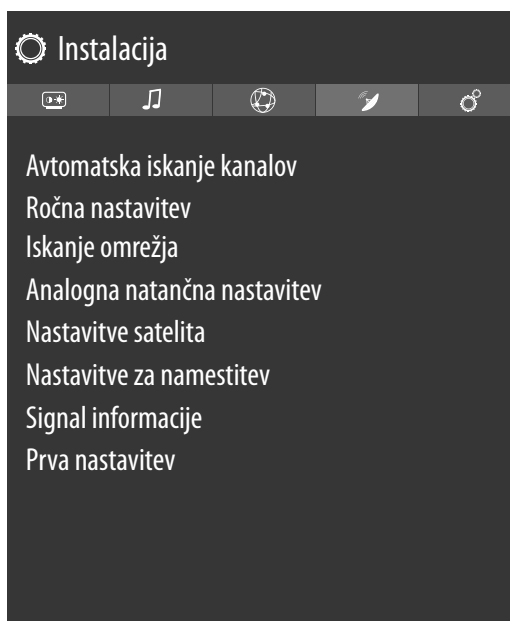 Instalacija
Avtomatska iskanje kanalov
Ročna nastavitev
Iskanje omrežja
Analogna natančna nastavitev
Nastavitve satelita
Nastavitve za namestitev
Signal informacije
Prva nastavitev